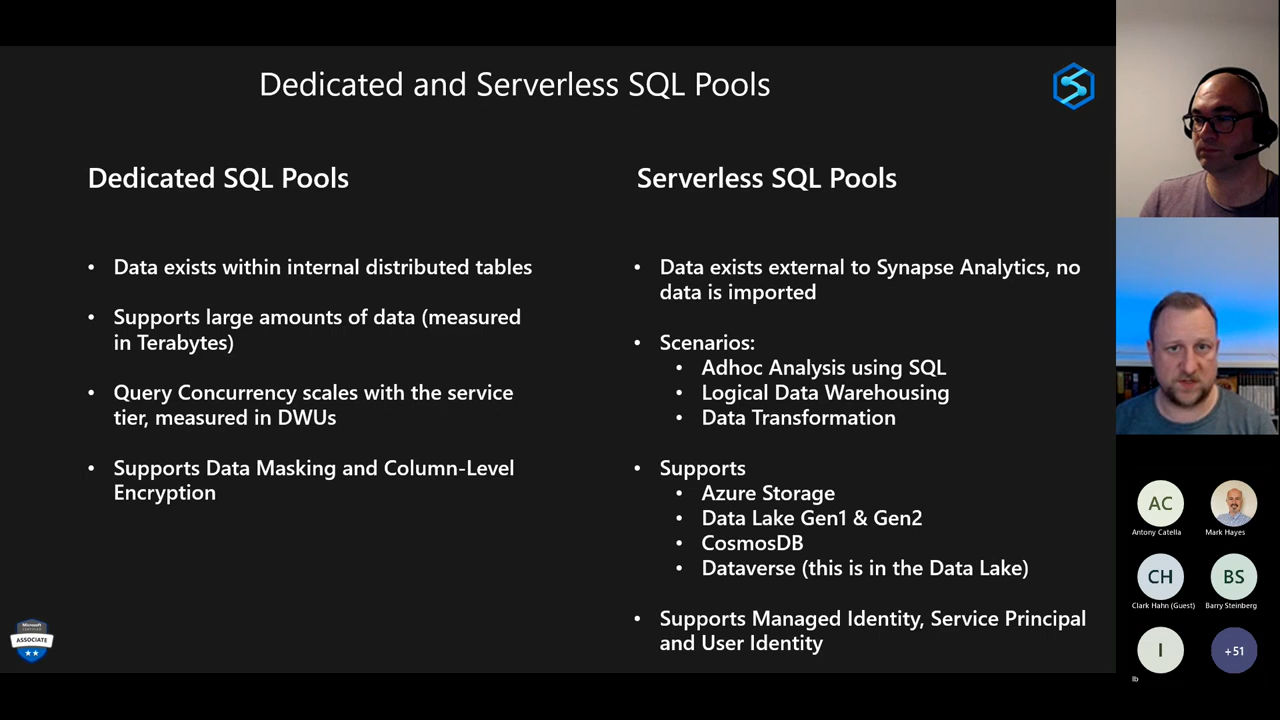 Dedicated and Serverless SQL Pools
Dedicated SQL Pools
• Data exists within internal distributed tables
• Supports large amounts of data (measured
in Terabytes)
• Query Concurrency scales with the service
tier, measured in DWUs
• Supports Data Masking and Column-Level
Encryption
Serverless SQL Pools
• Data exists external to Synapse Analytics, no
data is imported
• Scenarios:
• Adhoc Analysis using SQL
• Logical Data Warehousing
• Data Transformation
• Supports
• Azure Storage
• Data Lake Gen1 & Gen2
• CosmosDB
• Dataverse (this is in the Data Lake)
• Supports Managed Identity, Service Principal
and User Identity
Microsoft
CERTIFIED
ASSOCIATE
AC
Antony Catella
Mark Hayes
CH
Clark Hahn (Guest)
BS
Barry Steinberg
I
Ib
+51